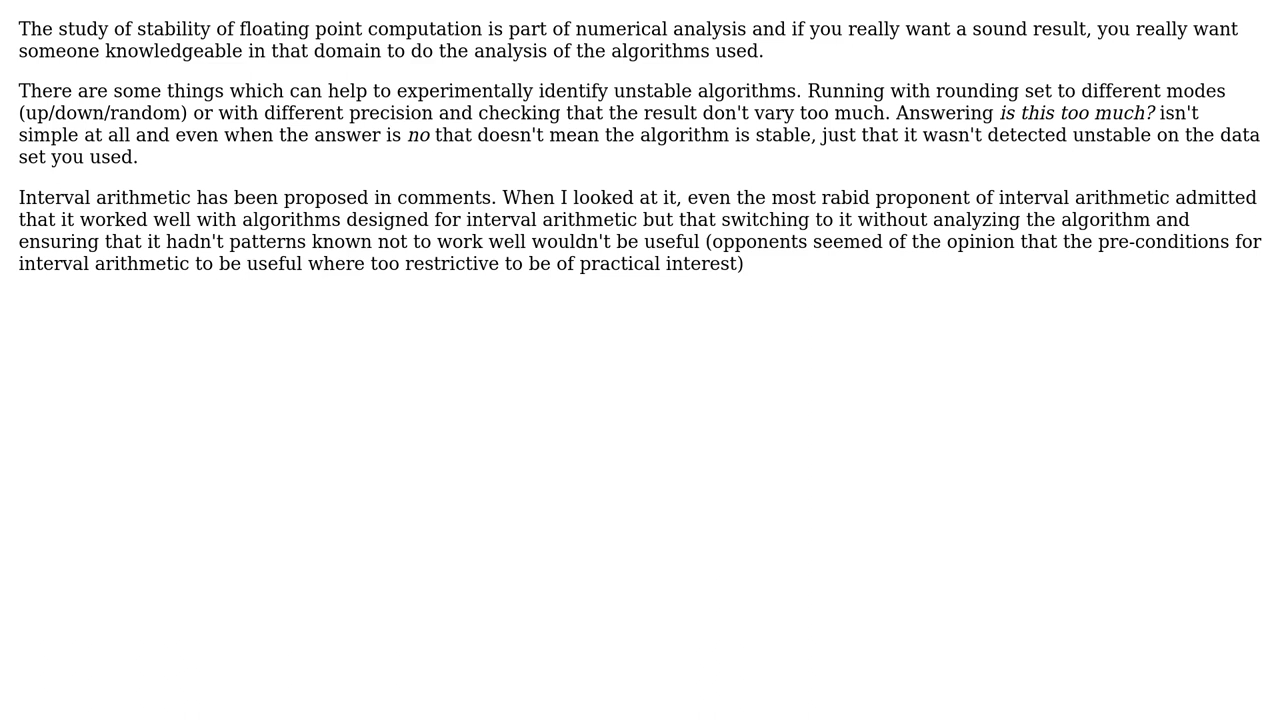 The study of stability of floating point computation is part of numerical analysis and if you really want a sound result, you really want
someone knowledgeable in that domain to do the analysis of the algorithms used.
There are some things which can help to experimentally identify unstable algorithms. Running with rounding set to different modes
(up/down/random) or with different precision and checking that the result don't vary too much. Answering is this too much? isn't
simple at all and even when the answer is no that doesn't mean the algorithm is stable, just that it wasn't detected unstable on the data
set you used.
Interval arithmetic has been proposed in comments. When I looked at it, even the most rabid proponent of interval arithmetic admitted
that it worked well with algorithms designed for interval arithmetic but that switching to it without analyzing the algorithm and
ensuring that it hadn't patterns known not to work well wouldn't be useful (opponents seemed of the opinion that the pre-conditions for
interval arithmetic to be useful where too restrictive to be of practical interest)